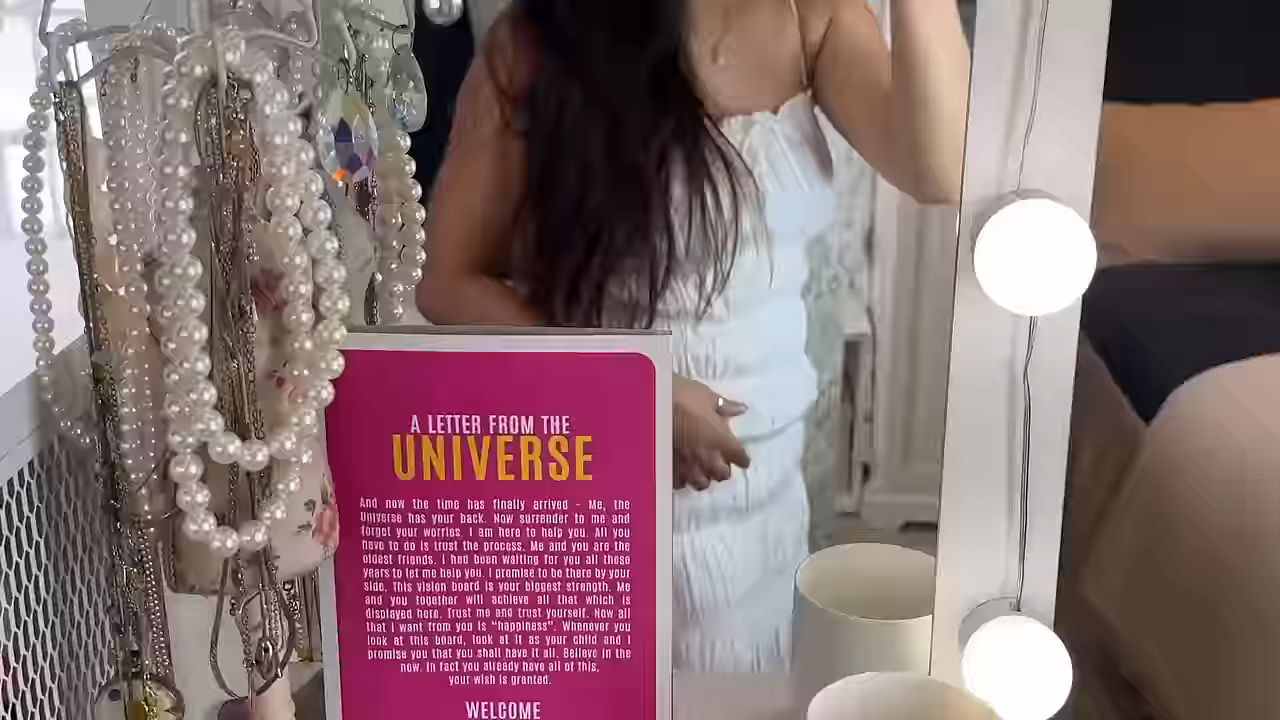 A LETTER FROM THE
UNIVERSE
And now the time has finally arrived - Me, the
Universe has your back. Now surrender to me and
forget your worries. I am here to help you. All you
have to do is trust the process. Me and you are the
oldest friends. I had been waiting for you all these
years to let me help you. I promise to be there by your
side. This vision board is your biggest strength. Me
and you together will achieve all that which is
displayed here. Trust me and trust yourself. Now all
that I want from you is "happiness". Whenever you
look at this board, look at it as your child and I
promise you that you shall have it all. Believe in the
now. In fact you already have all of this.
your wish is granted.
WELCOME